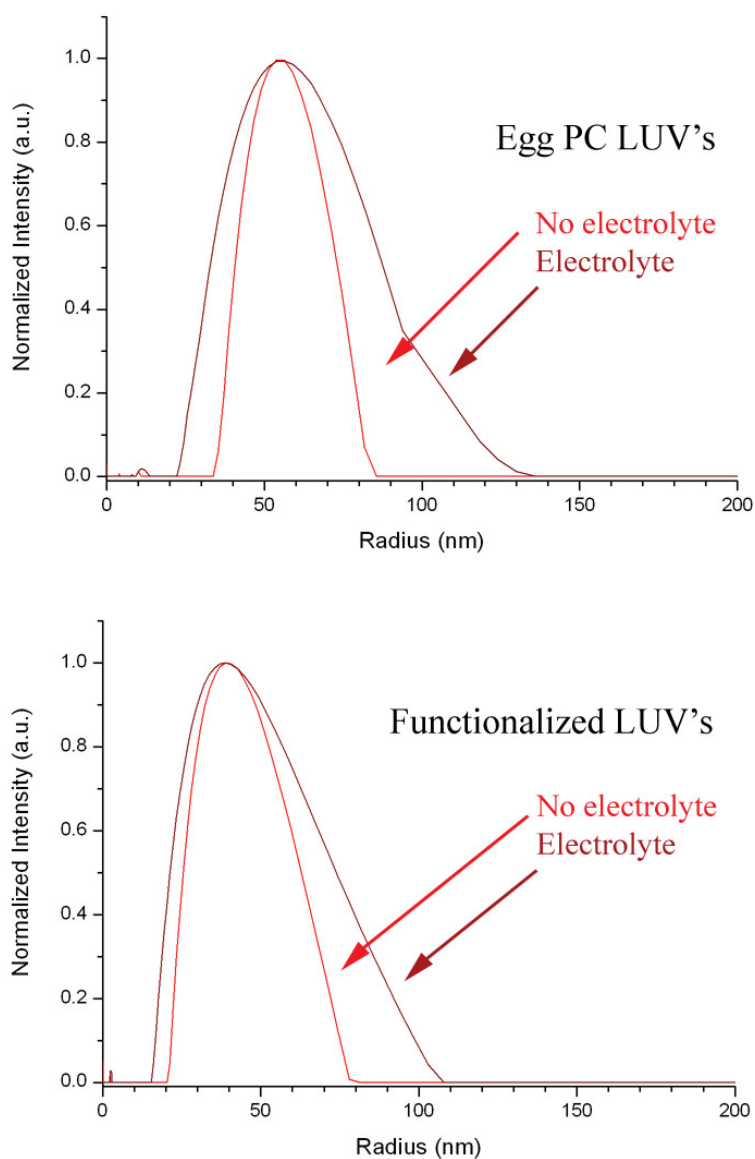 1.0
0.8
0.6
0.4
0.2
0.0
Normalized Intensity (a.u.)
Egg PC LUV's
No electrolyte
Electrolyte
0
50
100
150
200
Radius (nm)
1.0
0.8
0.6
0.4
0.2
0.0
Normalized Intensity (a.u.)
Functionalized LUV's
No electrolyte
Electrolyte
0
50
100
150
200
Radius (nm)